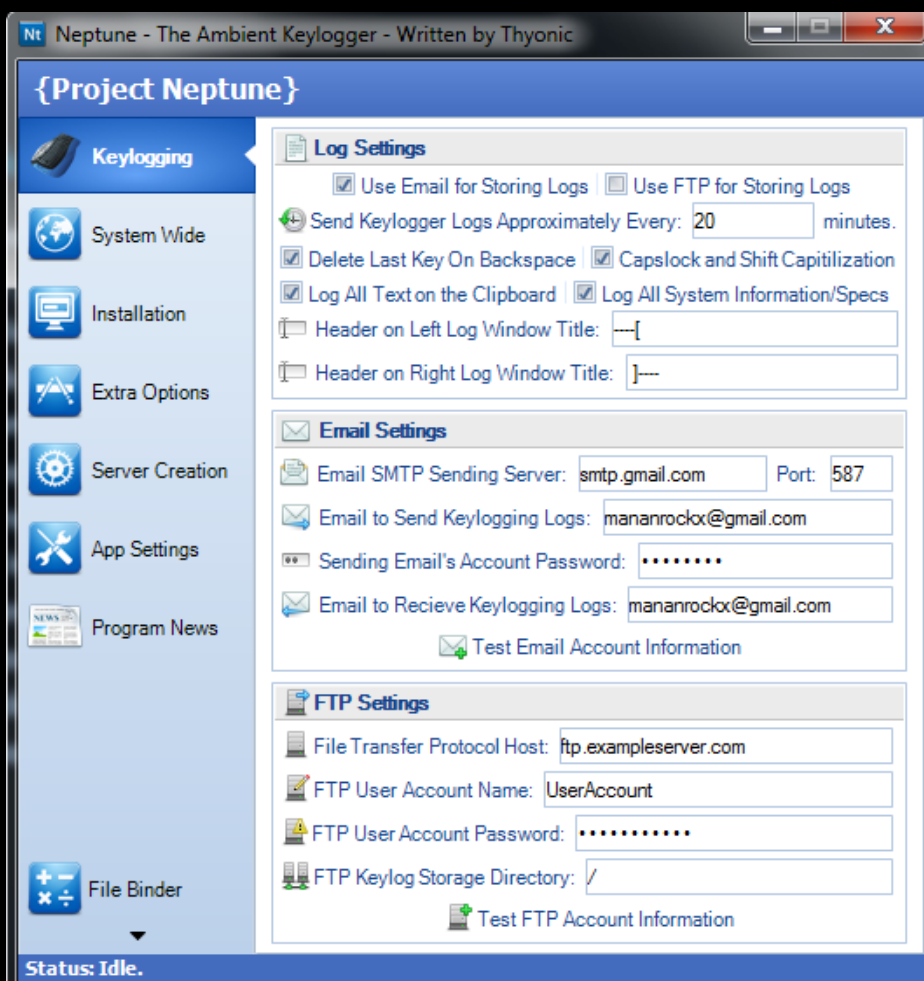 Nt Neptune - The Ambient Keylogger - Written by Thyonic
{Project Neptune}
Keylogging
System Wide
Installation
Extra Options
Server Creation
App Settings
NEWS
Program News
File Binder
Log Settings
Use Email for Storing Logs Use FTP for Storing Logs
Send Keylogger Logs Approximately Every: 20 minutes.
Delete Last Key On Backspace Capslock and Shift Capitilization
Log All Text on the Clipboard Log All System Information/Specs
Header on Left Log Window Title: ----[
Header on Right Log Window Title: ]----
Email Settings
Email SMTP Sending Server: smtp.gmail.com Port: 587
Email to Send Keylogging Logs: mananrockx@gmail.com
Sending Email's Account Password: ••••••••
Email to Recieve Keylogging Logs: mananrockx@gmail.com
Test Email Account Information
FTP Settings
File Transfer Protocol Host: ftp.exampleserver.com
FTP User Account Name: UserAccount
FTP User Account Password: •••••••••••
FTP Keylog Storage Directory: /
Test FTP Account Information
Status: Idle.